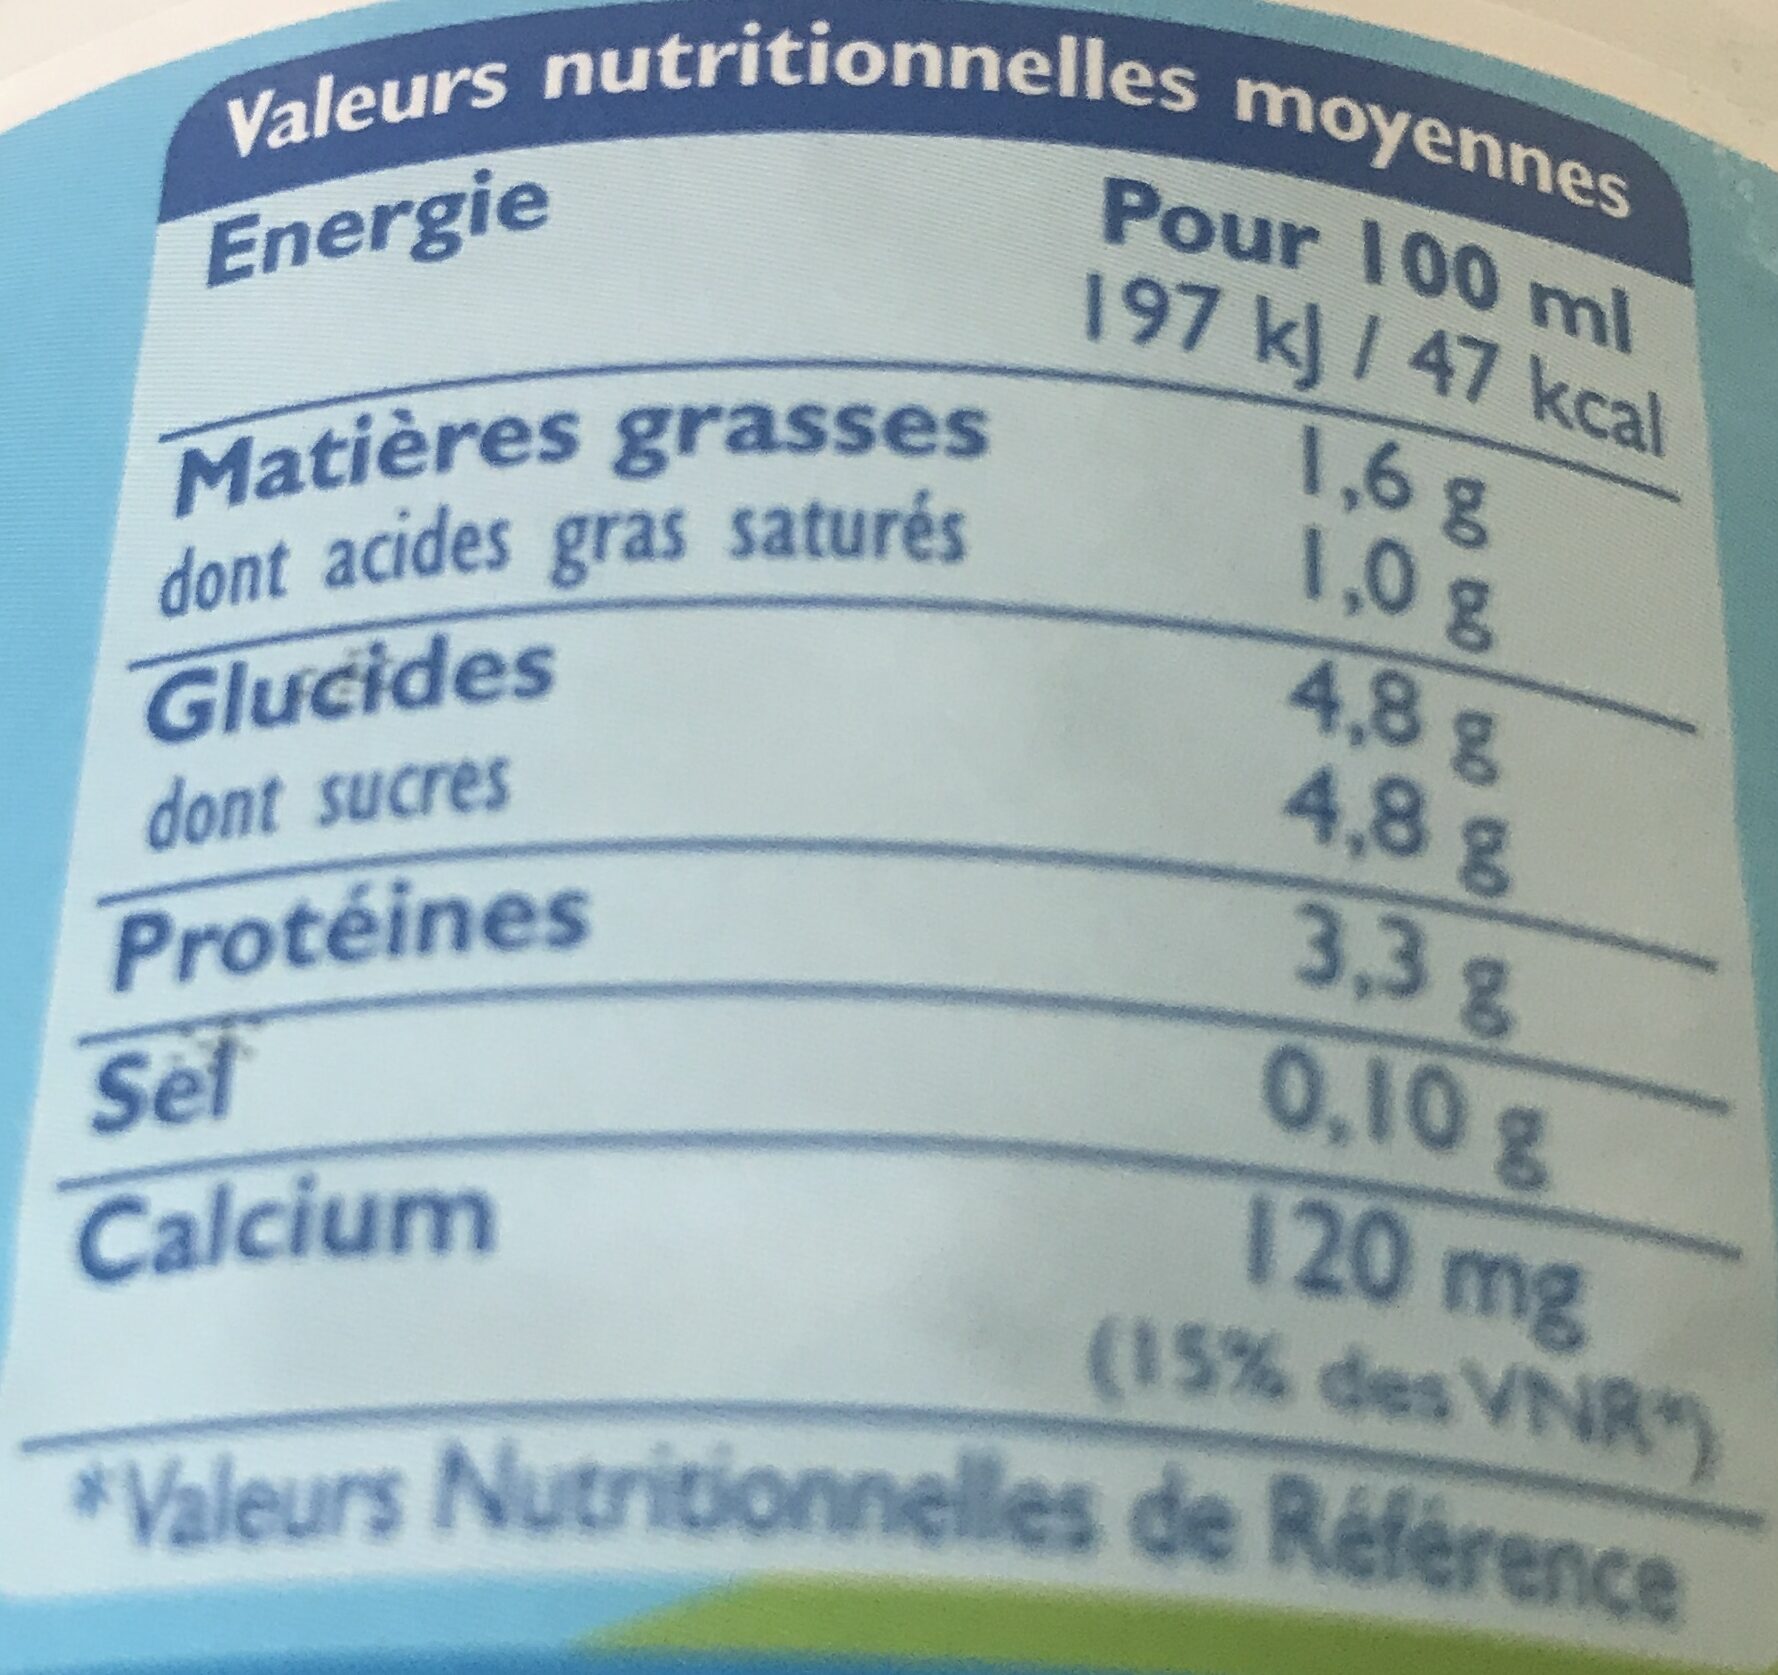 Valeurs nutritionnelles moyennes
Energie Pour 100 ml
197 kJ / 47 kcal
Matières grasses 1,6 g
dont acides gras saturés 1,0 g
Glucides 4,8 g
dont sucres 4,8 g
Protéines 3,3 g
Sel 0,10 g
Calcium 120 mg
(15% des VNR*)
*Valeurs Nutritionnelles de Référence